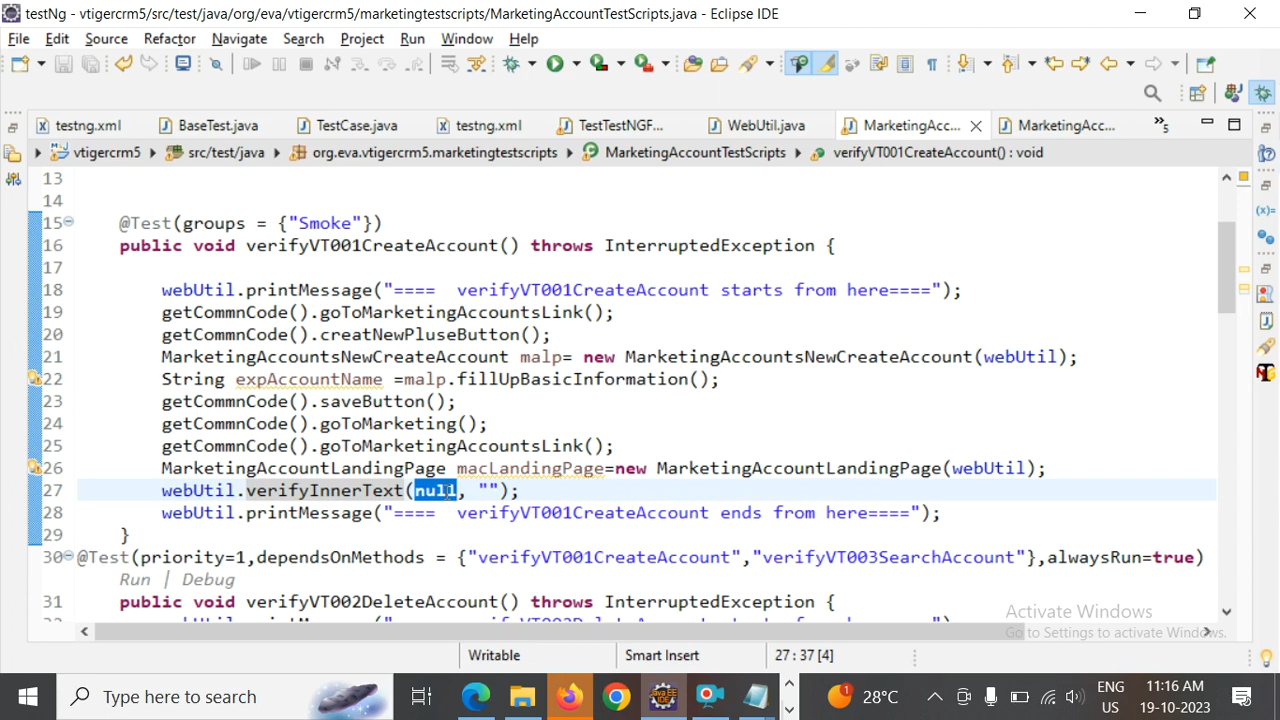 testNg - vtigercrm5/src/test/java/org/eva/vtigercrm5/marketingtestscripts/MarketingAccountTestScripts.java - Eclipse IDE
File Edit Source Refactor Navigate Search Project Run Window Help
testng.xml BaseTest.java TestCase.java testng.xml TestTestNGF... WebUtil.java MarketingAcc... MarketingAcc... »5
vtigercrm5 src/test/java org.eva.vtigercrm5.marketingtestscripts MarketingAccountTestScripts verifyVT001CreateAccount() : void
13
14
15 @Test(groups = {"Smoke"})
16 public void verifyVT001CreateAccount() throws InterruptedException {
17
18 webUtil.printMessage("====  verifyVT001CreateAccount starts from here====");
19 getCommnCode().goToMarketingAccountsLink();
20 getCommnCode().creatNewPluseButton();
21 MarketingAccountsNewCreateAccount malp= new MarketingAccountsNewCreateAccount(webUtil);
22 String expAccountName =malp.fillUpBasicInformation();
23 getCommnCode().saveButton();
24 getCommnCode().goToMarketing();
25 getCommnCode().goToMarketingAccountsLink();
26 MarketingAccountLandingPage macLandingPage=new MarketingAccountLandingPage(webUtil);
27 webUtil.verifyInnerText(null, "");
28 webUtil.printMessage("====  verifyVT001CreateAccount ends from here====");
29 }
30 @Test(priority=1,dependsOnMethods = {"verifyVT001CreateAccount","verifyVT003SearchAccount"},alwaysRun=true)
Run | Debug
31 public void verifyVT002DeleteAccount() throws InterruptedException {
Activate Windows
Go to Settings to activate Windows.
Writable Smart Insert 27 : 37 [4]
Type here to search 1 28°C ENG US 11:16 AM 19-10-2023